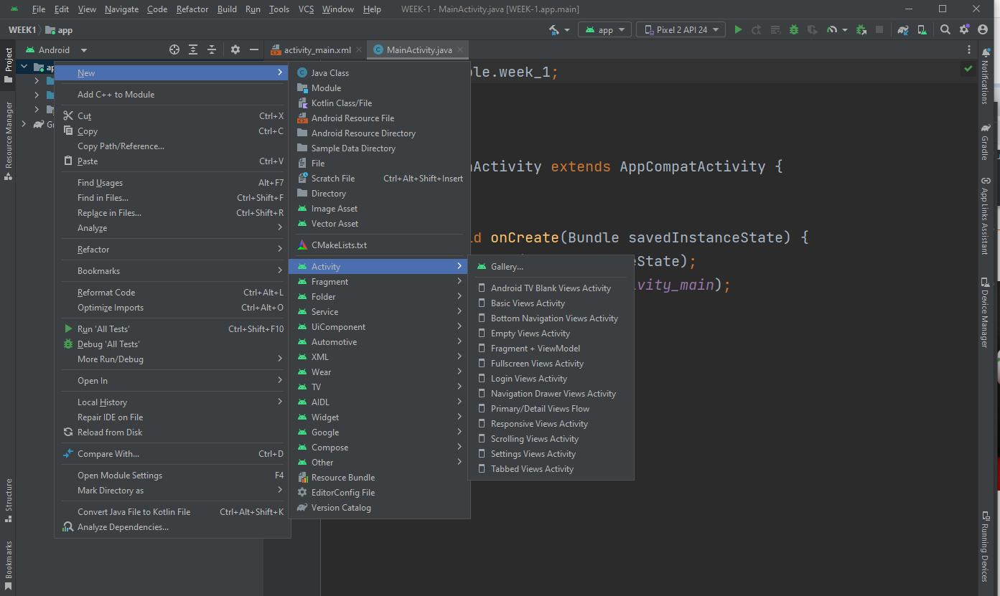 File Edit View Navigate Code Refactor Build Run Tools VCS Window Help WEEK-1 - MainActivity.java [WEEK-1.app.main]
WEEK1 app
app Pixel 2 API 24
Project
Resource Manager
Structure
Bookmarks
Android
activity_main.xml MainActivity.java
New
Add C++ to Module
Cut Ctrl+X
Copy Ctrl+C
Copy Path/Reference...
Paste Ctrl+V
Find Usages Alt+F7
Find in Files... Ctrl+Shift+F
Replace in Files... Ctrl+Shift+R
Analyze
Refactor
Bookmarks
Reformat Code Ctrl+Alt+L
Optimize Imports Ctrl+Alt+O
Run 'All Tests' Ctrl+Shift+F10
Debug 'All Tests'
More Run/Debug
Open In
Local History
Repair IDE on File
Reload from Disk
Compare With... Ctrl+D
Open Module Settings F4
Mark Directory as
Convert Java File to Kotlin File Ctrl+Alt+Shift+K
Analyze Dependencies...
Java Class
Module
Kotlin Class/File
Android Resource File
Android Resource Directory
Sample Data Directory
File
Scratch File Ctrl+Alt+Shift+Insert
Directory
Image Asset
Vector Asset
CMakeLists.txt
Activity
Fragment
Folder
Service
UiComponent
Automotive
XML
Wear
TV
AIDL
Widget
Google
Compose
Other
Resource Bundle
EditorConfig File
Version Catalog
Gallery...
Android TV Blank Views Activity
Basic Views Activity
Bottom Navigation Views Activity
Empty Views Activity
Fragment + ViewModel
Fullscreen Views Activity
Login Views Activity
Navigation Drawer Views Activity
Primary/Detail Views Flow
Responsive Views Activity
Scrolling Views Activity
Settings Views Activity
Tabbed Views Activity
ple.week_1;
nActivity extends AppCompatActivity {
id onCreate(Bundle savedInstanceState) {
eState);
ivity_main);
Notifications
Gradle
App Links Assistant
Device Manager
Running Devices